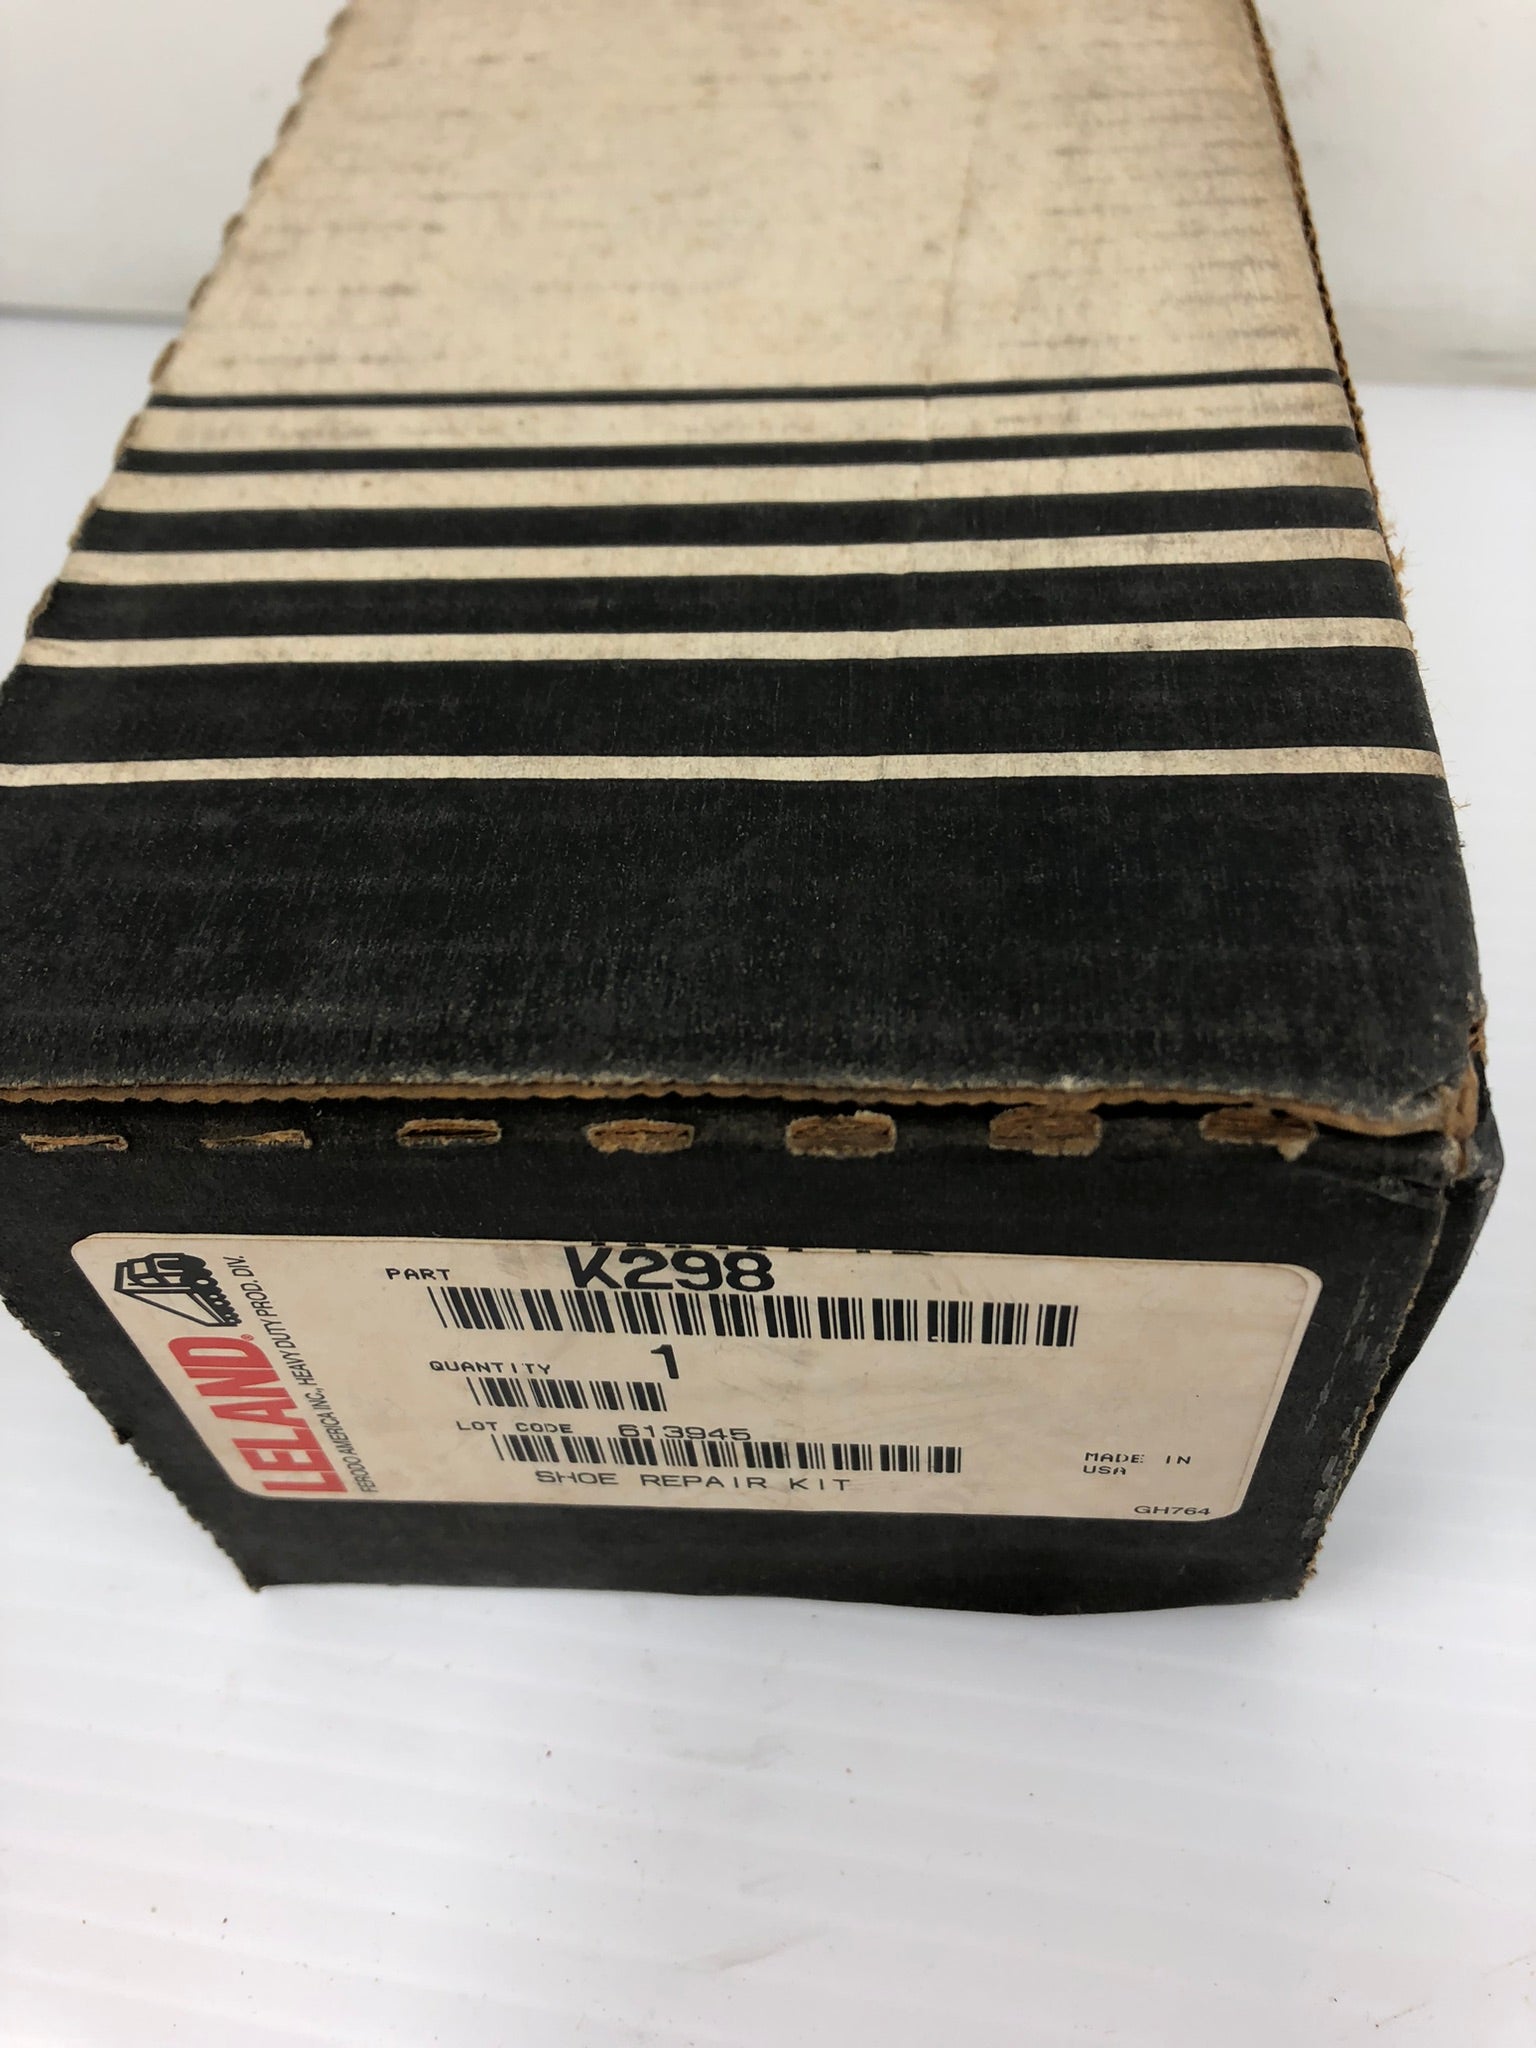 LELAND®
FERODO AMERICA INC., HEAVY DUTY PROD. DIV.
PART K298
QUANTITY 1
LOT CODE 613945
SHOE REPAIR KIT
MADE IN
USA
GH764